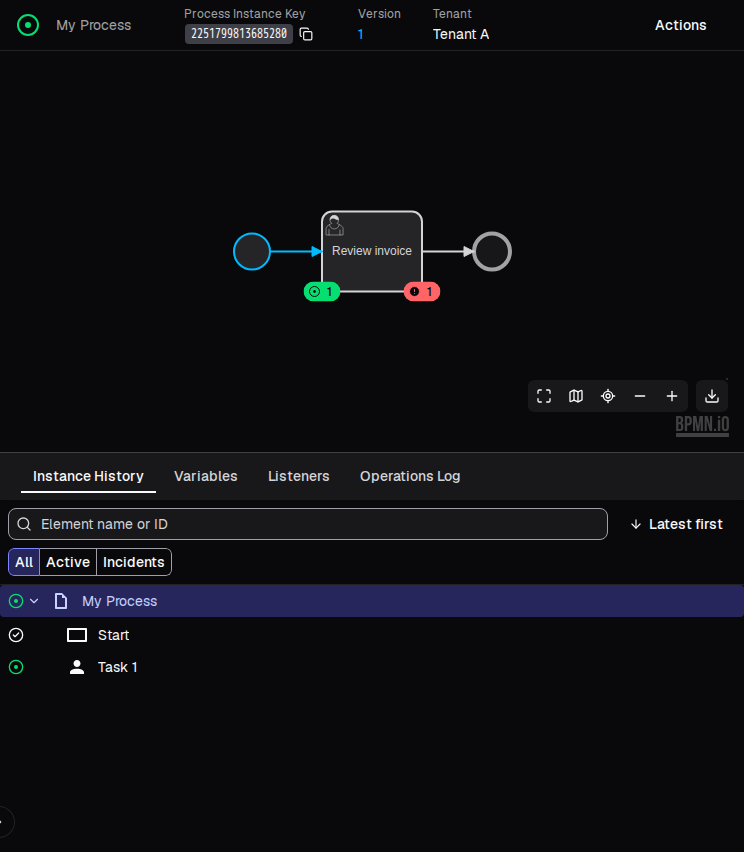 My Process
Process Instance Key
2251799813685280
Version
1
Tenant
Tenant A
Actions
Review invoice
1
1
BPMN.iO
Instance History
Variables
Listeners
Operations Log
Element name or ID
Latest first
All
Active
Incidents
My Process
Start
Task 1